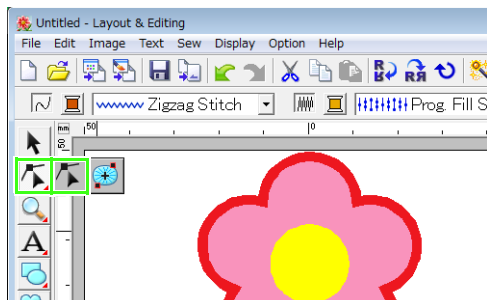 Untitled - Layout & Editing
File Edit Image Text Sew Display Option Help
Zigzag Stitch Prog. Fill S
mm 50 0
50
A